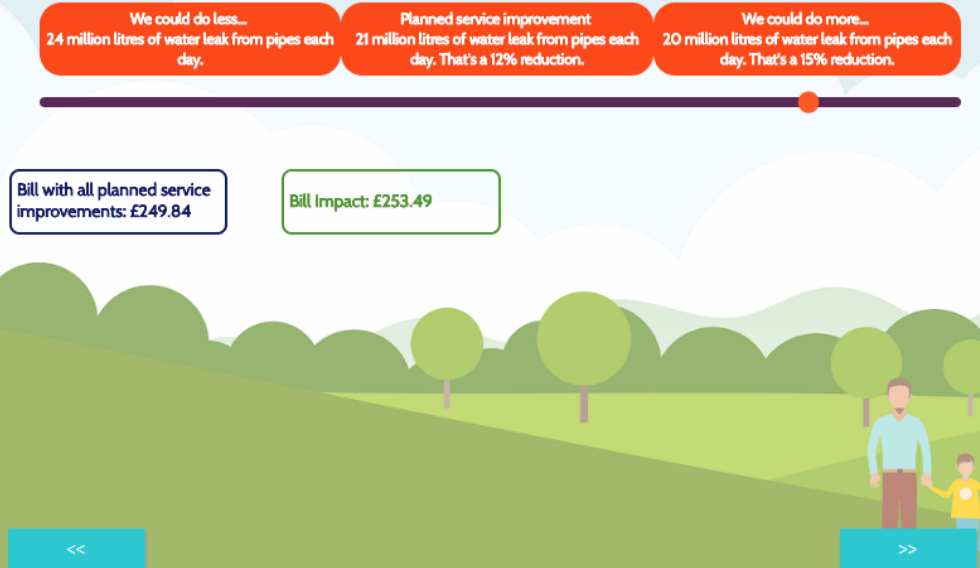 We could do less...
24 million litres of water leak from pipes each
day.
Planned service improvement
21 million litres of water leak from pipes each
day. That's a 12% reduction.
We could do more...
20 million litres of water leak from pipes each
day. That's a 15% reduction.
Bill with all planned service
improvements: £249.84
Bill Impact: £253.49
<<
>>